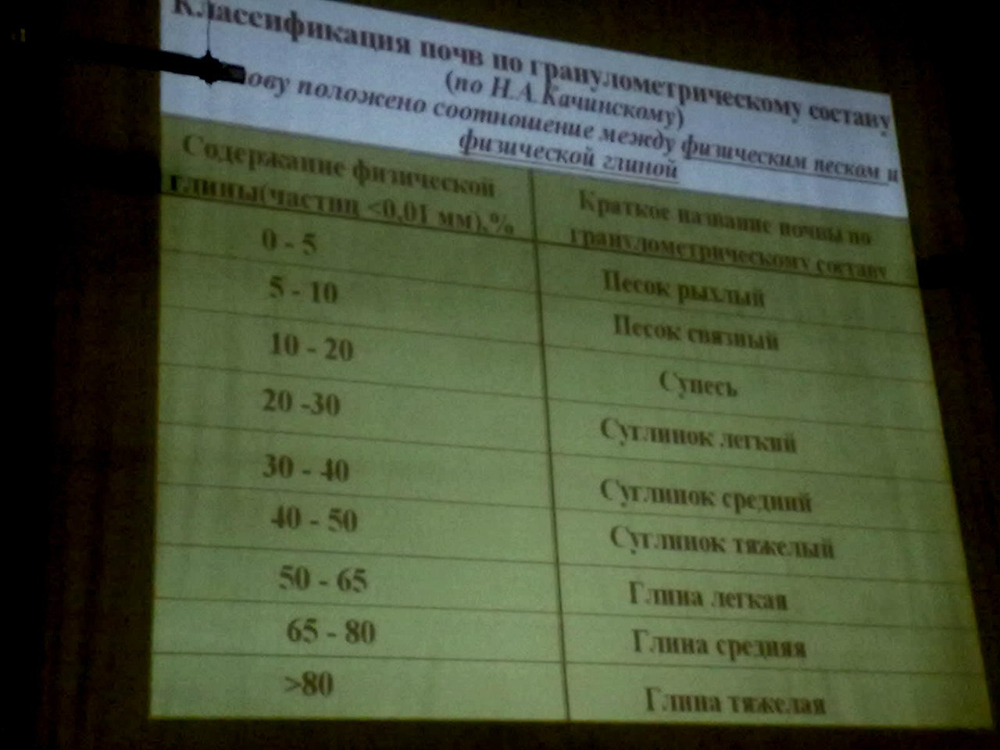 Классификация почв по гранулометрическому составу
(по Н.А.Качинскому)
положено соотношение между физическим песком и
физической глиной
Содержание физической
глины(частиц <0,01 мм),%
Краткое название почвы по
гранулометрическому составу
0 - 5
Песок рыхлый
5 - 10
Песок связный
10 - 20
Супесь
20 -30
Суглинок легкий
30 - 40
Суглинок средний
40 - 50
Суглинок тяжелый
50 - 65
Глина легкая
65 - 80
Глина средняя
>80
Глина тяжелая